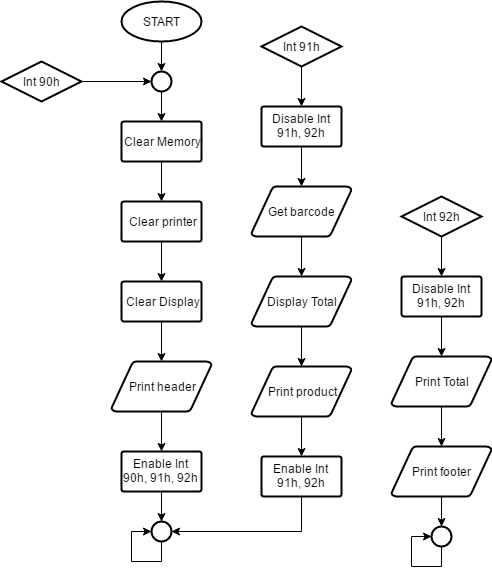 START
Int 90h
Clear Memory
Clear printer
Clear Display
Print header
Enable Int
90h, 91h, 92h
Int 91h
Disable Int
91h, 92h
Get barcode
Display Total
Print product
Enable Int
91h, 92h
Int 92h
Disable Int
91h, 92h
Print Total
Print footer